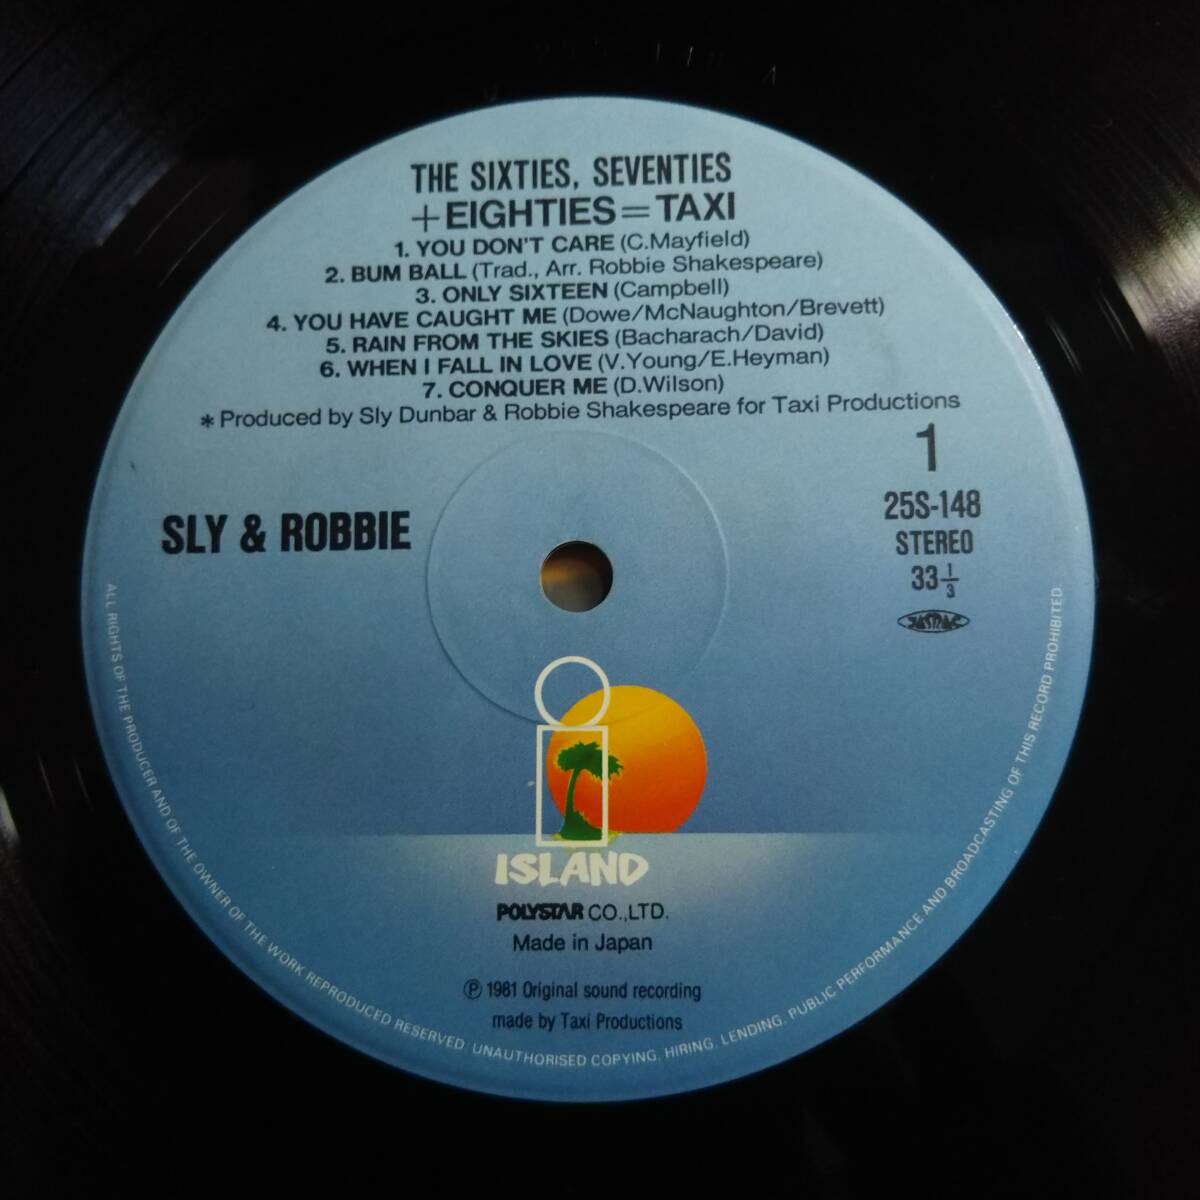 THE SIXTIES, SEVENTIES
+EIGHTIES=TAXI
1. YOU DON'T CARE (C.Mayfield)
2. BUM BALL (Trad., Arr. Robbie Shakespeare)
3. ONLY SIXTEEN (Campbell)
4. YOU HAVE CAUGHT ME (Dowe/McNaughton/Brevett)
5. RAIN FROM THE SKIES (Bacharach/David)
6. WHEN I FALL IN LOVE (V.Young/E.Heyman)
7. CONQUER ME (D.Wilson)
* Produced by Sly Dunbar & Robbie Shakespeare for Taxi Productions
1
25S-148
STEREO
33 1/3
JASRAC
SLY & ROBBIE
ISLAND
POLYSTAR CO.,LTD.
Made in Japan
Ⓟ 1981 Original sound recording
made by Taxi Productions
ALL RIGHTS OF THE PRODUCER AND OF THE OWNER OF THE WORK REPRODUCED RESERVED. UNAUTHORISED COPYING, HIRING, LENDING, PUBLIC PERFORMANCE AND BROADCASTING OF THIS RECORD PROHIBITED.